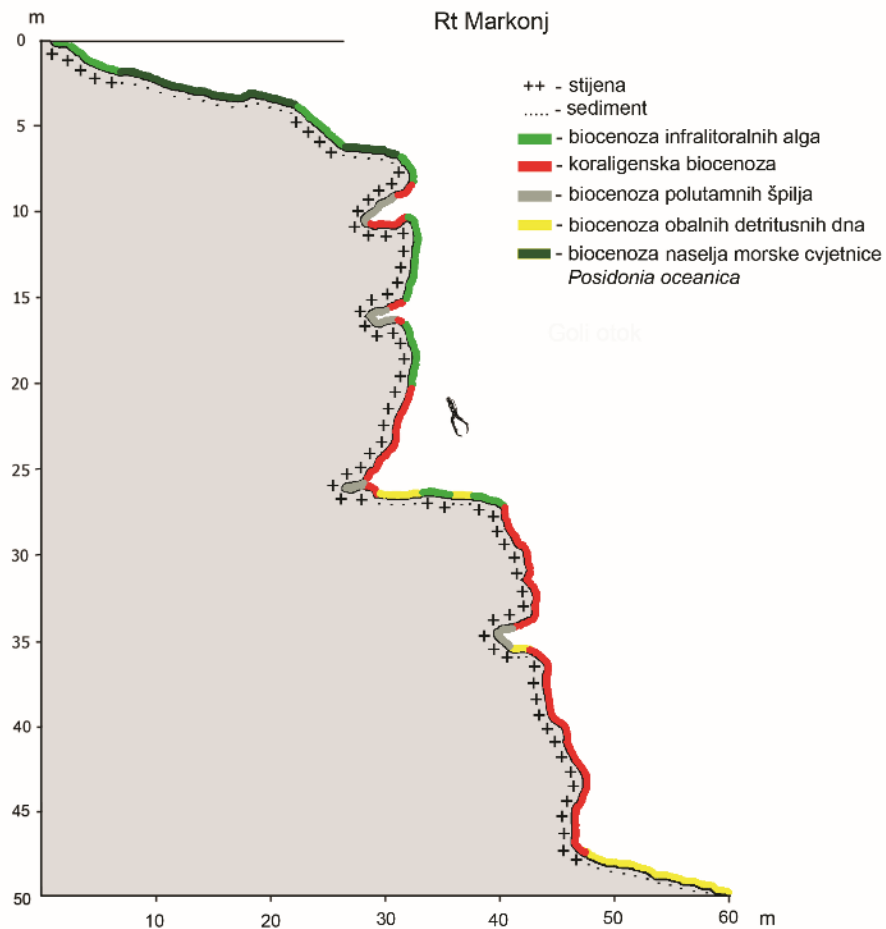 Rt Markonj
m
0
5
10
15
20
25
30
35
40
45
50
++ - stijena
..... - sediment
- biocenoza infralitoralnih alga
- koraligenska biocenoza
- biocenoza polutamnih špilja
- biocenoza obalnih detritusnih dna
- biocenoza naselja morske cvjetnice
Posidonia oceanica
Goli otok
10 20 30 40 50 60 m